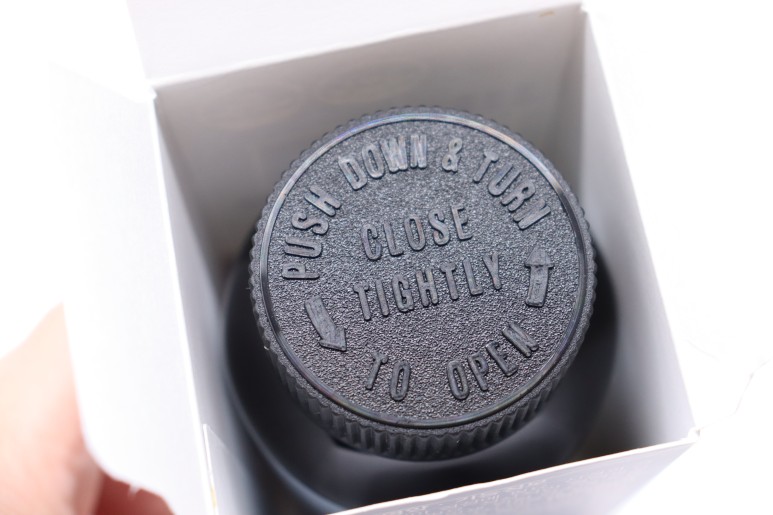 PUSH DOWN & TURN
CLOSE
TIGHTLY
TO OPEN